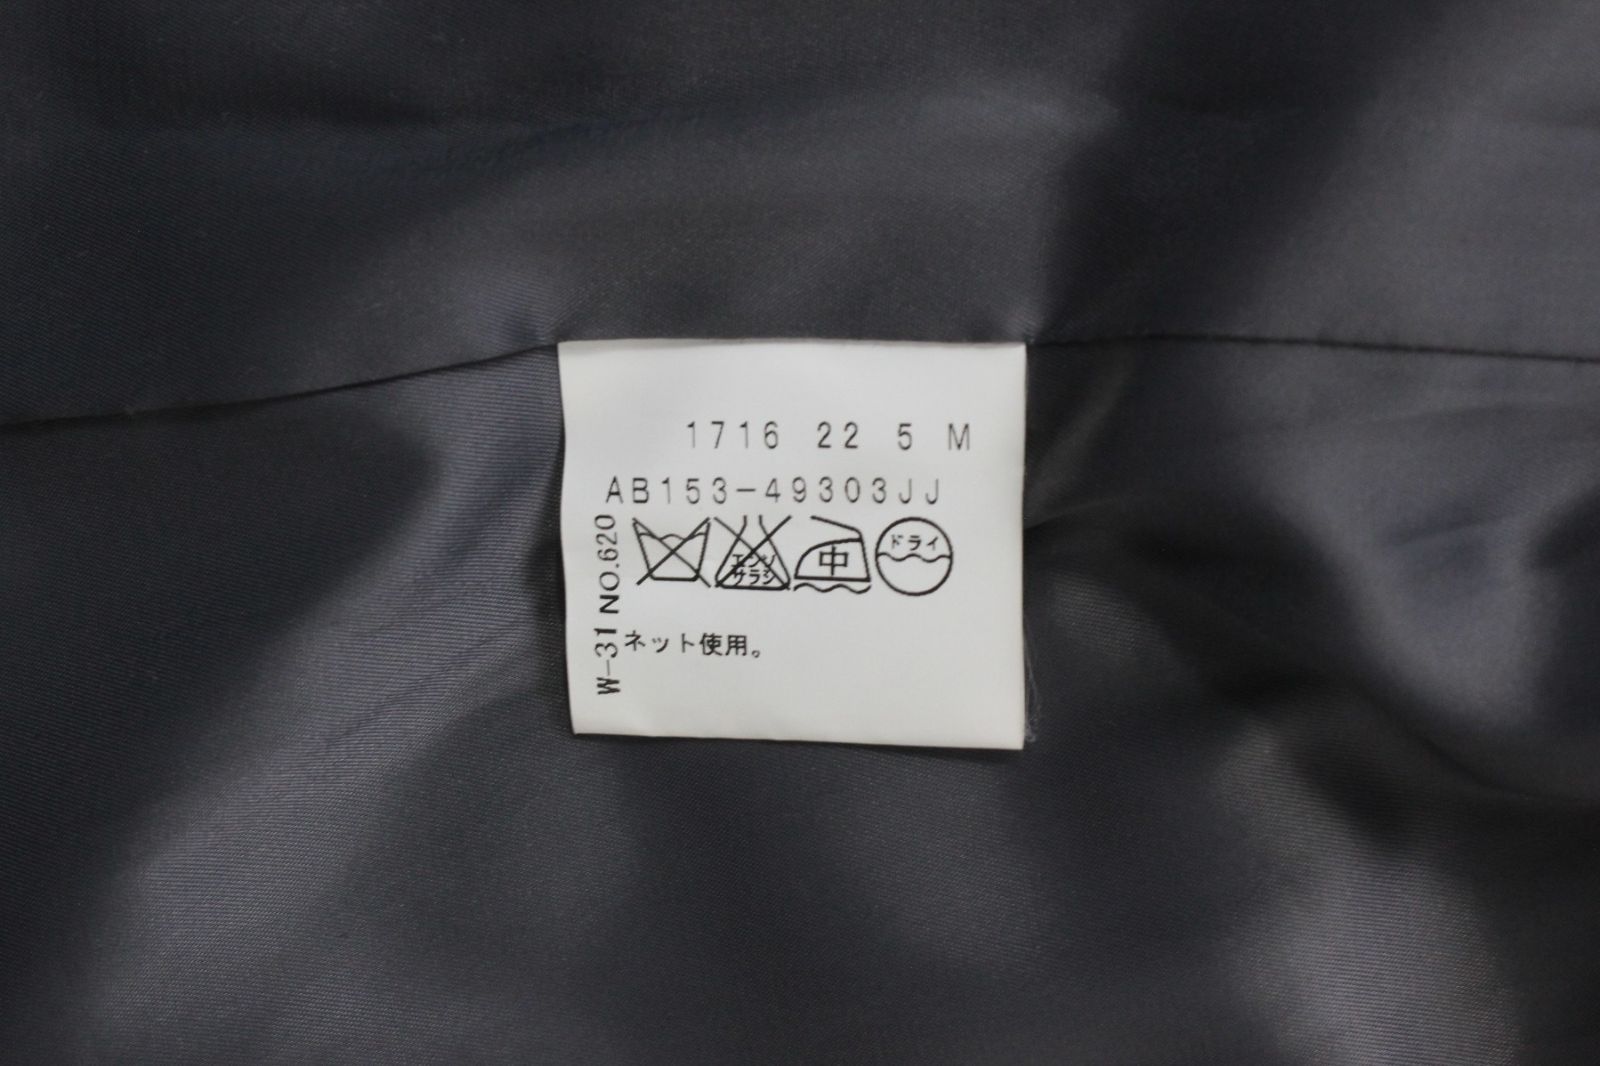 1716 22 5 M
AB153-49303JJ
エンソ
サラシ
中
ドライ
ネット使用。
W-31 NO.620